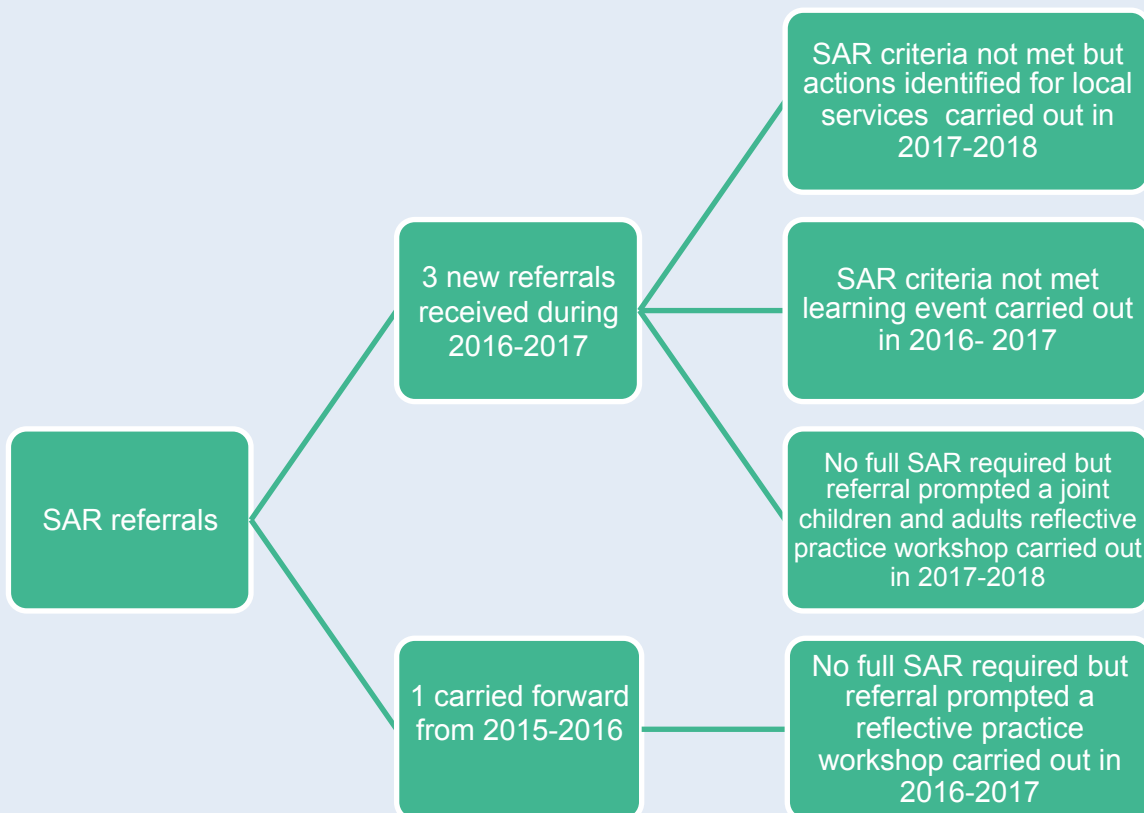 SAR referrals
3 new referrals
received during
2016-2017
SAR criteria not met but
actions identified for local
services carried out in
2017-2018
SAR criteria not met
learning event carried out
in 2016- 2017
No full SAR required but
referral prompted a joint
children and adults reflective
practice workshop carried out
in 2017-2018
1 carried forward
from 2015-2016
No full SAR required but
referral prompted a
reflective practice
workshop carried out in
2016-2017